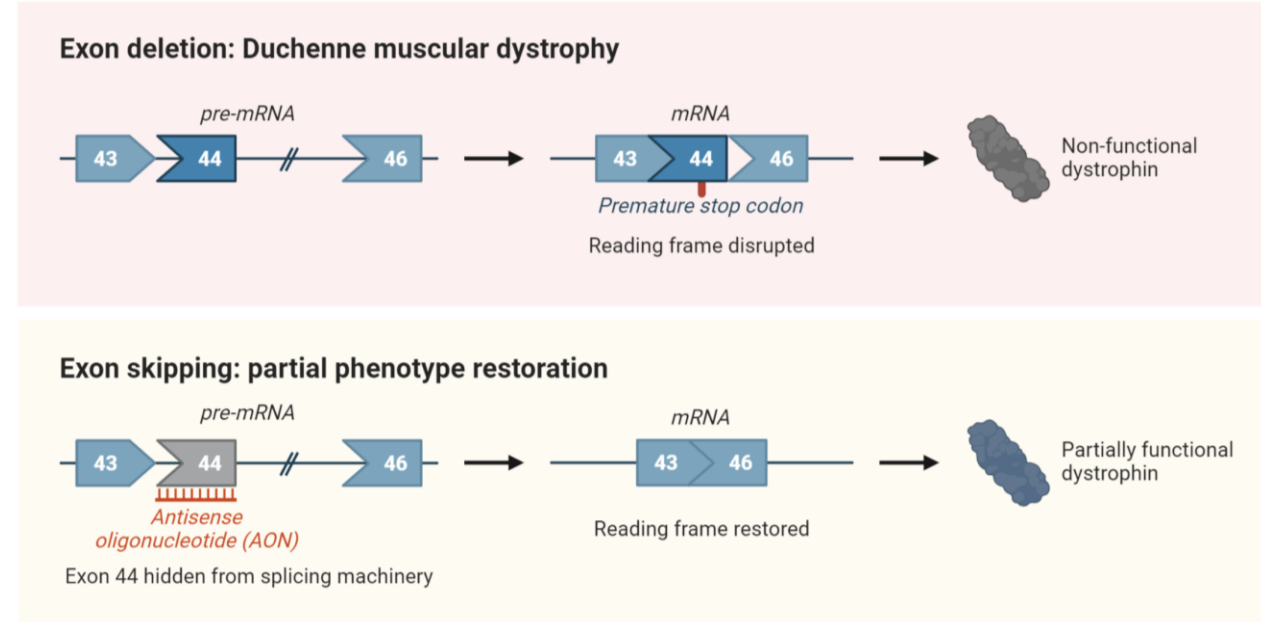 Exon deletion: Duchenne muscular dystrophy
pre-mRNA
mRNA
43
44
46
43
44
46
Non-functional
dystrophin
Premature stop codon
Reading frame disrupted
Exon skipping: partial phenotype restoration
pre-mRNA
mRNA
43
44
46
43
46
Partially functional
dystrophin
Antisense
oligonucleotide (AON)
Reading frame restored
Exon 44 hidden from splicing machinery